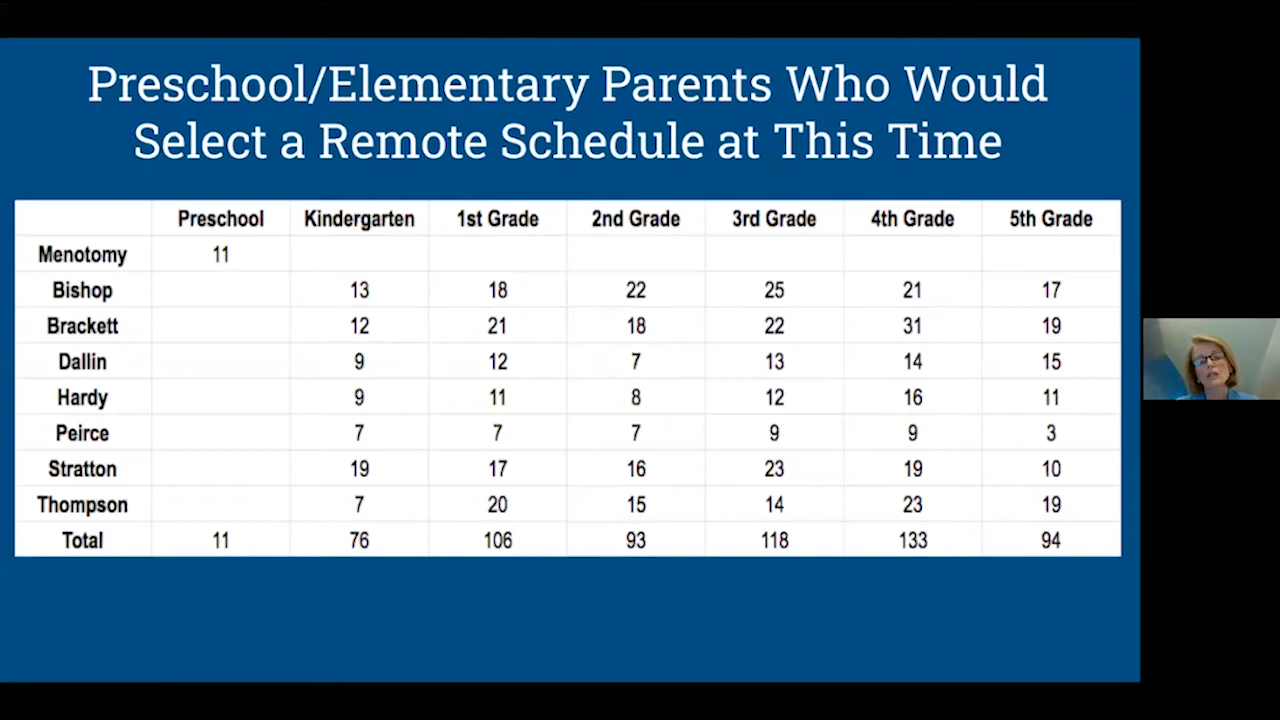 Preschool/Elementary Parents Who Would
Select a Remote Schedule at This Time
Preschool Kindergarten 1st Grade 2nd Grade 3rd Grade 4th Grade 5th Grade
Menotomy 11
Bishop 13 18 22 25 21 17
Brackett 12 21 18 22 31 19
Dallin 9 12 7 13 14 15
Hardy 9 11 8 12 16 11
Peirce 7 7 7 9 9 3
Stratton 19 17 16 23 19 10
Thompson 7 20 15 14 23 19
Total 11 76 106 93 118 133 94